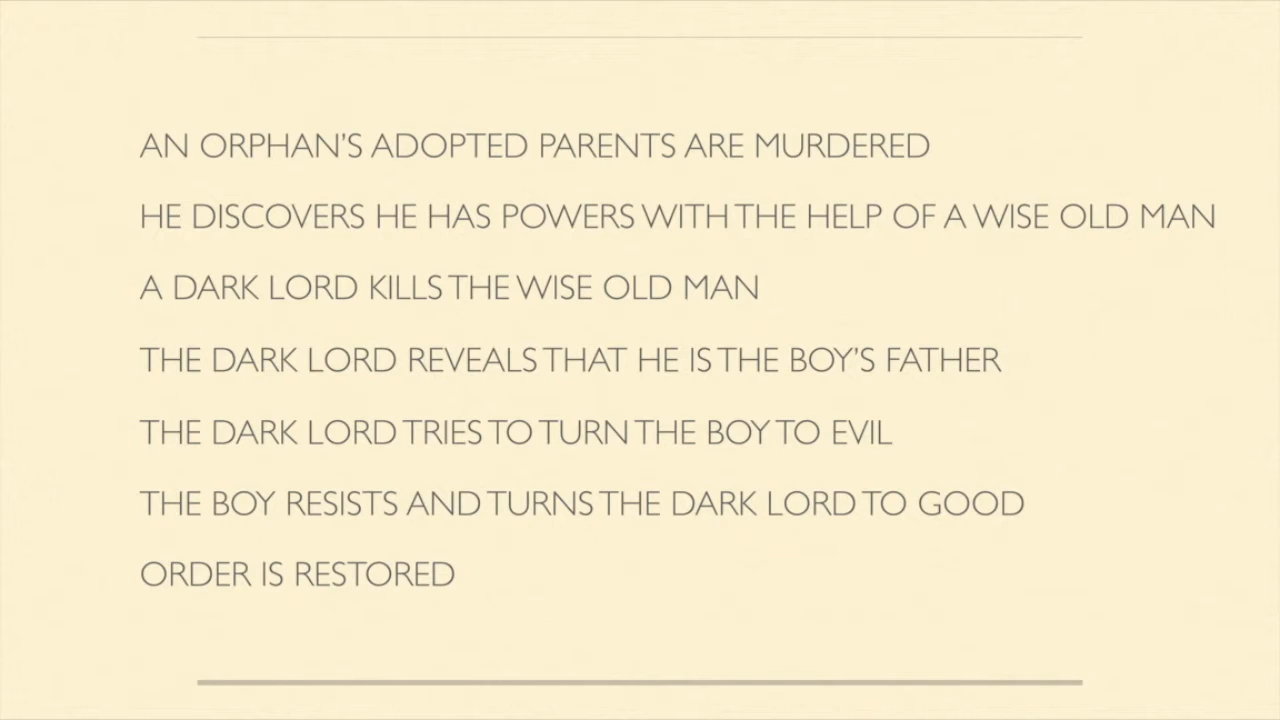 AN ORPHAN’S ADOPTED PARENTS ARE MURDERED
HE DISCOVERS HE HAS POWERS WITH THE HELP OF A WISE OLD MAN
A DARK LORD KILLS THE WISE OLD MAN
THE DARK LORD REVEALS THAT HE IS THE BOY’S FATHER
THE DARK LORD TRIES TO TURN THE BOY TO EVIL
THE BOY RESISTS AND TURNS THE DARK LORD TO GOOD
ORDER IS RESTORED